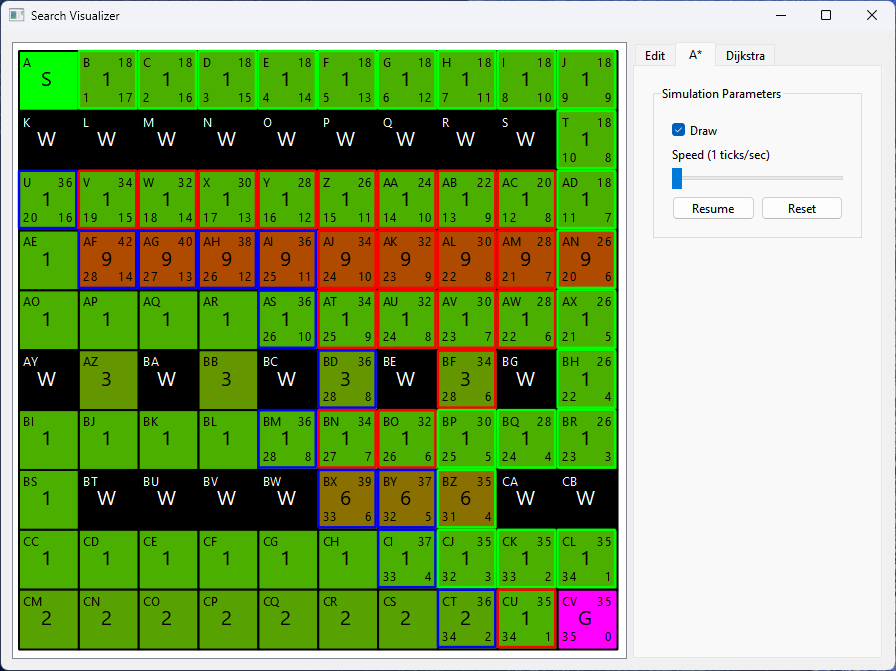 Search Visualizer
A B 18 C 18 D 18 E 18 F 18 G 18 H 18 I 18 J 18
S 1 1 1 1 1 1 1 1 1
1 17 2 16 3 15 4 14 5 13 6 12 7 11 8 10 9 9
K L M N O P Q R S T 18
W W W W W W W W W 1
10 8
U 36 V 34 W 32 X 30 Y 28 Z 26 AA 24 AB 22 AC 20 AD 18
1 1 1 1 1 1 1 1 1 1
20 16 19 15 18 14 17 13 16 12 15 11 14 10 13 9 12 8 11 7
AE AF 42 AG 40 AH 38 AI 36 AJ 34 AK 32 AL 30 AM 28 AN 26
1 9 9 9 9 9 9 9 9 9
28 14 27 13 26 12 25 11 24 10 23 9 22 8 21 7 20 6
AO AP AQ AR AS 36 AT 34 AU 32 AV 30 AW 28 AX 26
1 1 1 1 1 1 1 1 1 1
26 10 25 9 24 8 23 7 22 6 21 5
AY AZ BA BB BC BD 36 BE BF 34 BG BH 26
W 3 W 3 W 3 W 3 W 1
28 8 28 6 22 4
BI BJ BK BL BM 36 BN 34 BO 32 BP 30 BQ 28 BR 26
1 1 1 1 1 1 1 1 1 1
28 8 27 7 26 6 25 5 24 4 23 3
BS BT BU BV BW BX 39 BY 37 BZ 35 CA CB
1 W W W W 6 6 6 W W
33 6 32 5 31 4
CC CD CE CF CG CH CI 37 CJ 35 CK 35 CL 35
1 1 1 1 1 1 1 1 1 1
33 4 32 3 33 2 34 1
CM CN CO CP CQ CR CS CT 36 CU 35 CV 35
2 2 2 2 2 2 2 2 1 G
34 2 34 1 35 0
Edit A* Dijkstra
Simulation Parameters
Draw
Speed (1 ticks/sec)
Resume Reset